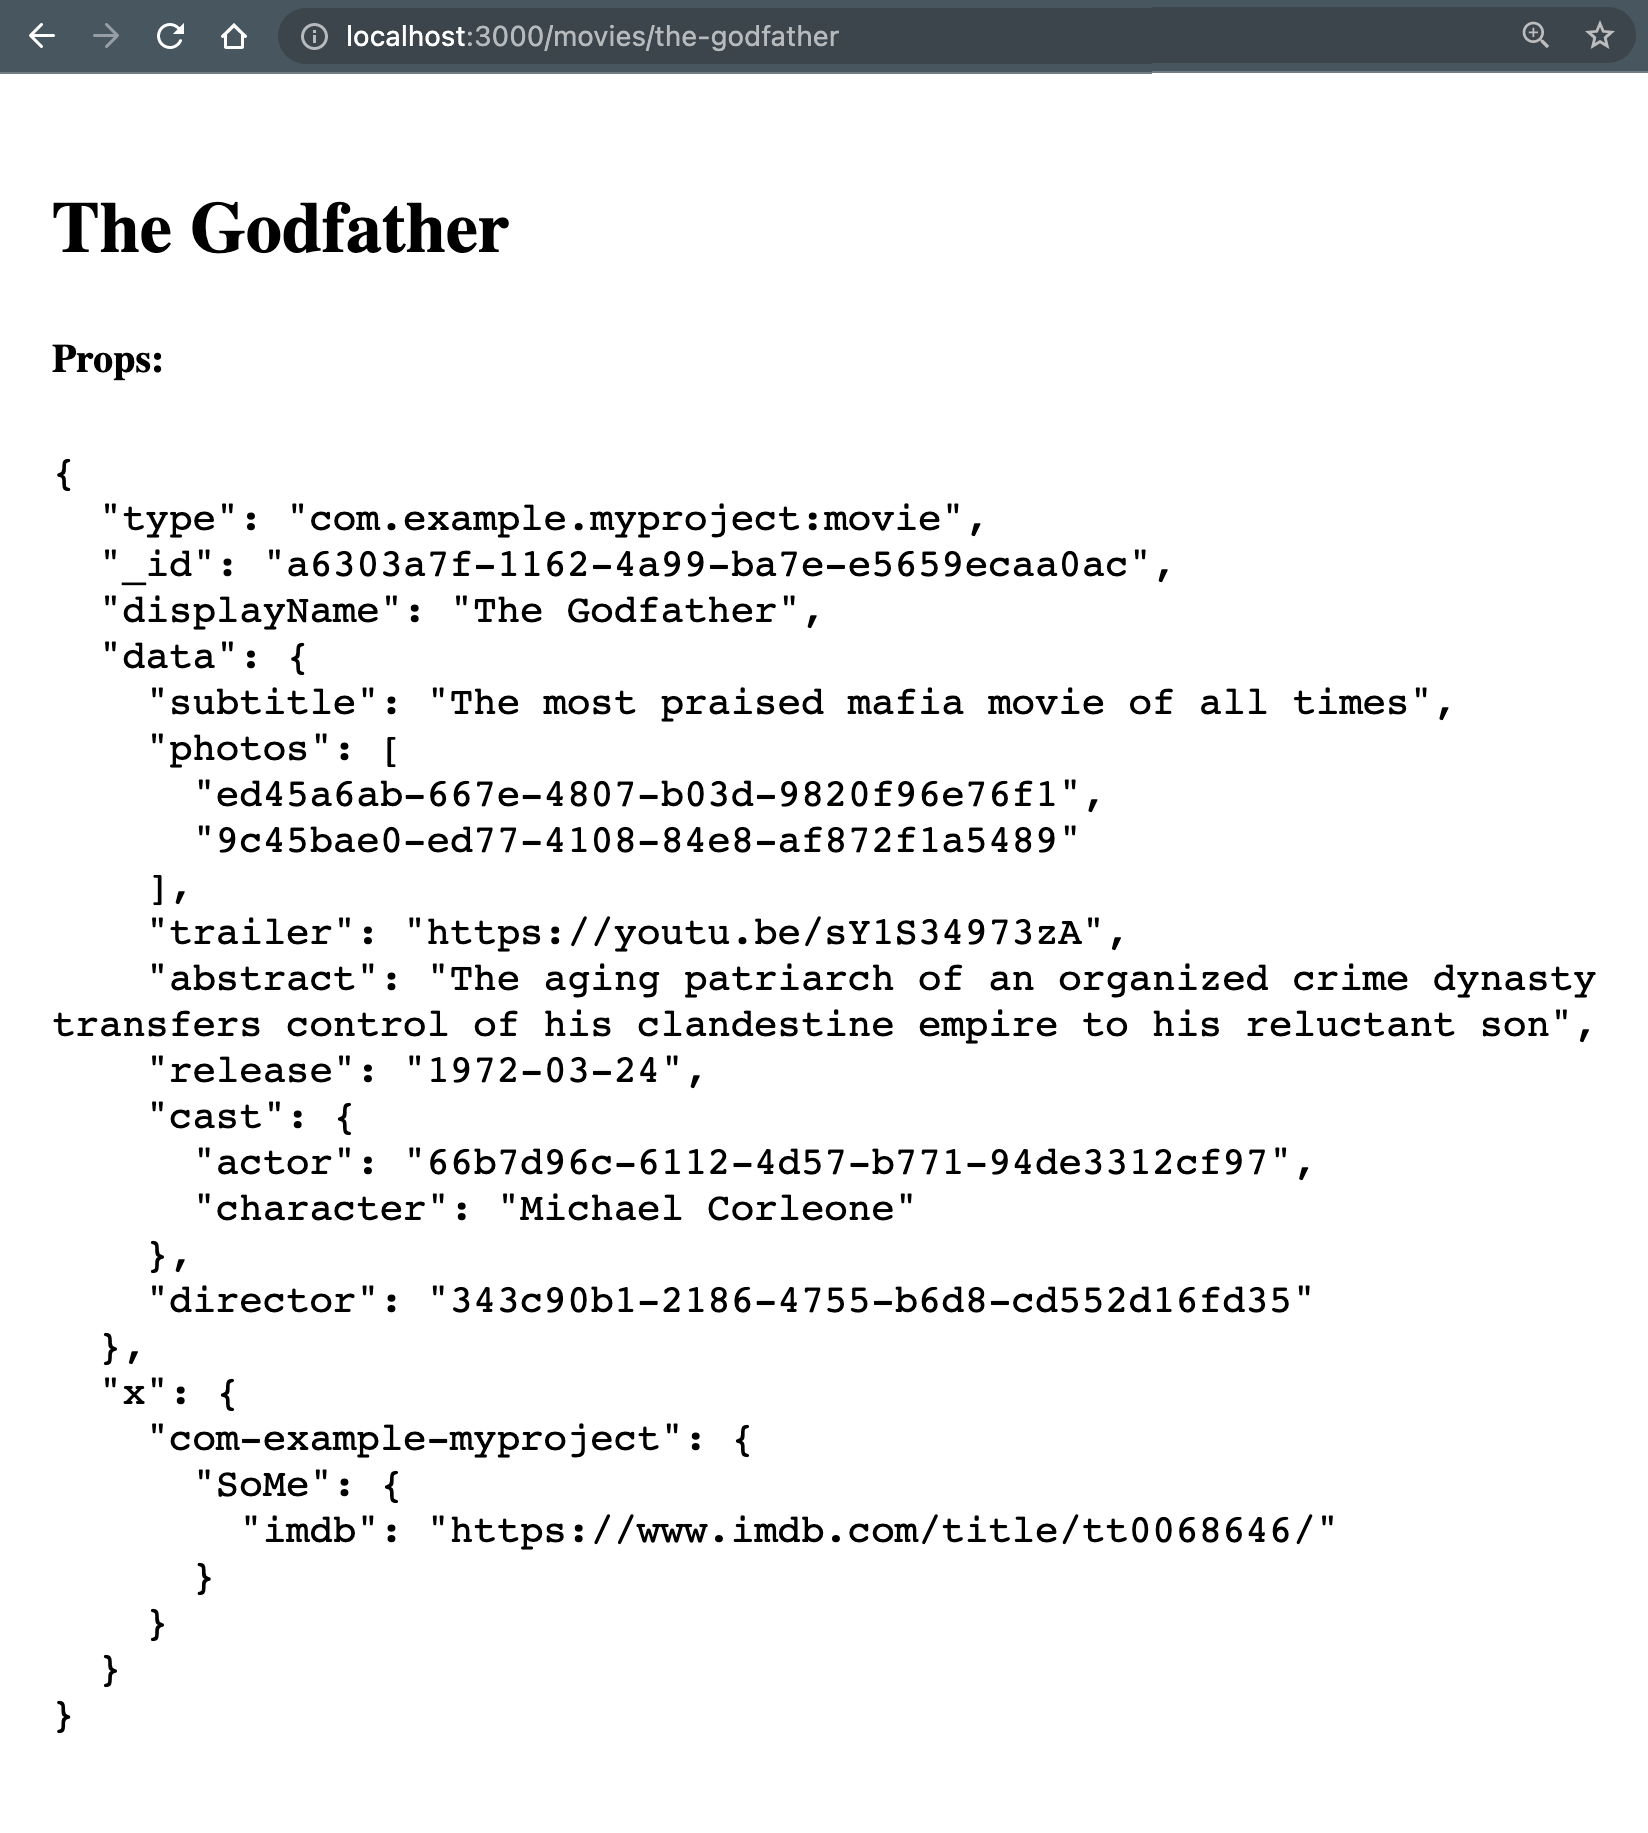 localhost:3000/movies/the-godfather
The Godfather
Props:
{
  "type": "com.example.myproject:movie",
  "_id": "a6303a7f-1162-4a99-ba7e-e5659ecaa0ac",
  "displayName": "The Godfather",
  "data": {
    "subtitle": "The most praised mafia movie of all times",
    "photos": [
      "ed45a6ab-667e-4807-b03d-9820f96e76f1",
      "9c45bae0-ed77-4108-84e8-af872f1a5489"
    ],
    "trailer": "https://youtu.be/sY1S34973zA",
    "abstract": "The aging patriarch of an organized crime dynasty
transfers control of his clandestine empire to his reluctant son",
    "release": "1972-03-24",
    "cast": {
      "actor": "66b7d96c-6112-4d57-b771-94de3312cf97",
      "character": "Michael Corleone"
    },
    "director": "343c90b1-2186-4755-b6d8-cd552d16fd35"
  },
  "x": {
    "com-example-myproject": {
      "SoMe": {
        "imdb": "https://www.imdb.com/title/tt0068646/"
      }
    }
  }
}